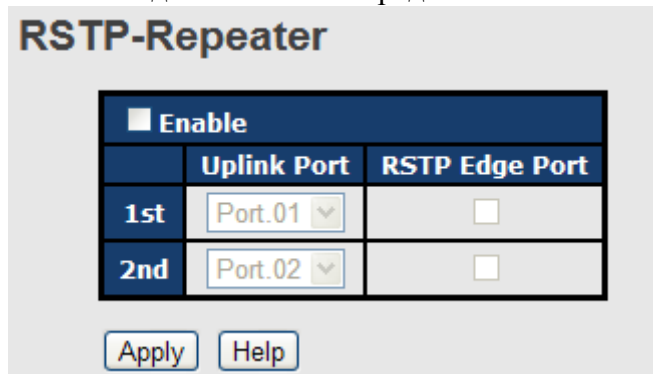 RSTP-Repeater
Enable
Uplink Port RSTP Edge Port
1st Port.01
2nd Port.02
Apply Help